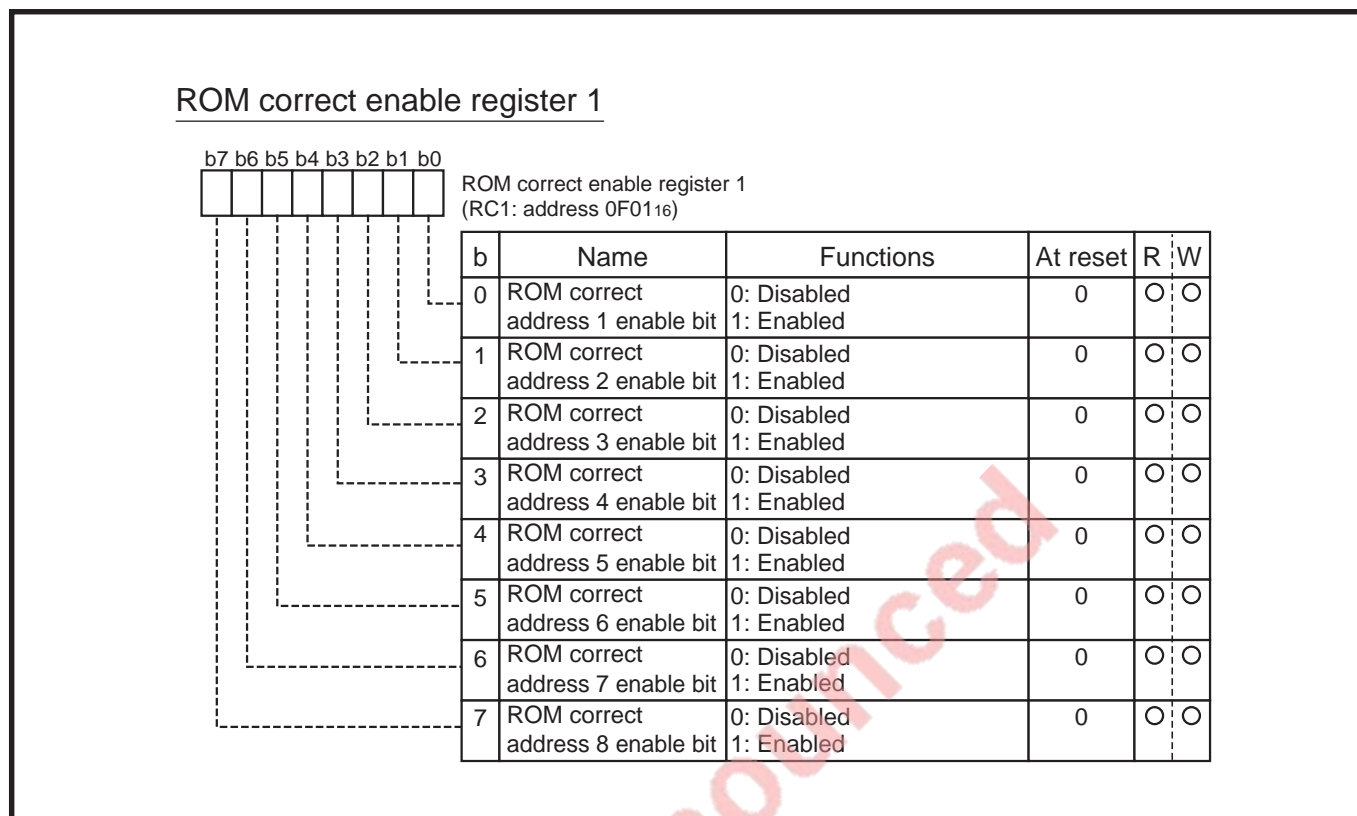 ROM correct enable register 1
b7 b6 b5 b4 b3 b2 b1 b0
ROM correct enable register 1
(RC1: address 0F0116)
b Name Functions At reset R W
0 ROM correct 0: Disabled 0 O O
address 1 enable bit 1: Enabled
1 ROM correct 0: Disabled 0 O O
address 2 enable bit 1: Enabled
2 ROM correct 0: Disabled 0 O O
address 3 enable bit 1: Enabled
3 ROM correct 0: Disabled 0 O O
address 4 enable bit 1: Enabled
4 ROM correct 0: Disabled 0 O O
address 5 enable bit 1: Enabled
5 ROM correct 0: Disabled 0 O O
address 6 enable bit 1: Enabled
6 ROM correct 0: Disabled 0 O O
address 7 enable bit 1: Enabled
7 ROM correct 0: Disabled 0 O O
address 8 enable bit 1: Enabled
ounced